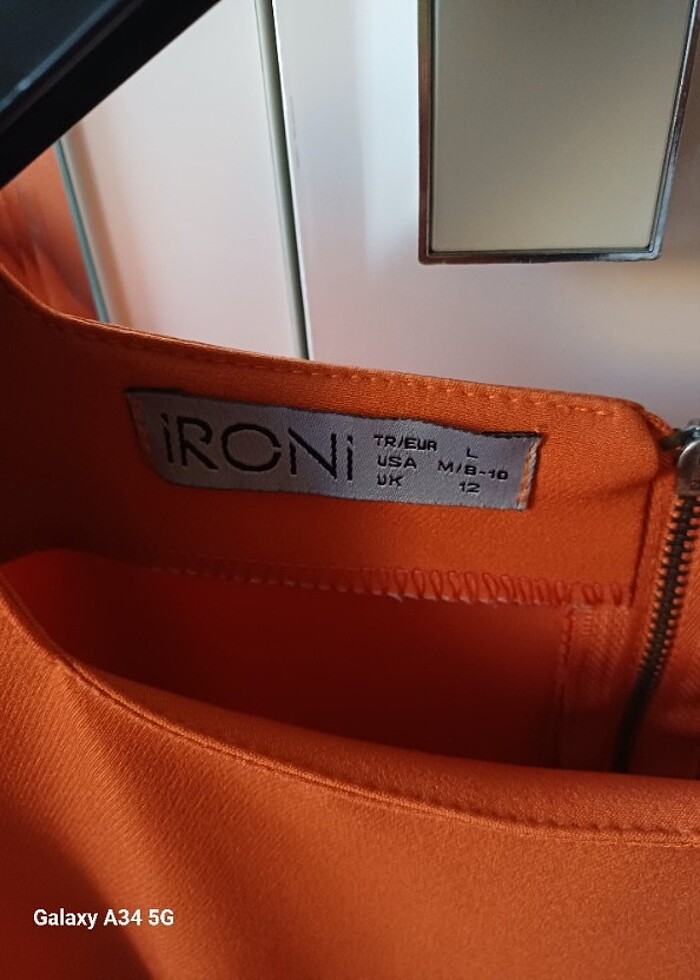 iRONi
TR/EUR L
USA M/8-10
UK 12
Galaxy A34 5G